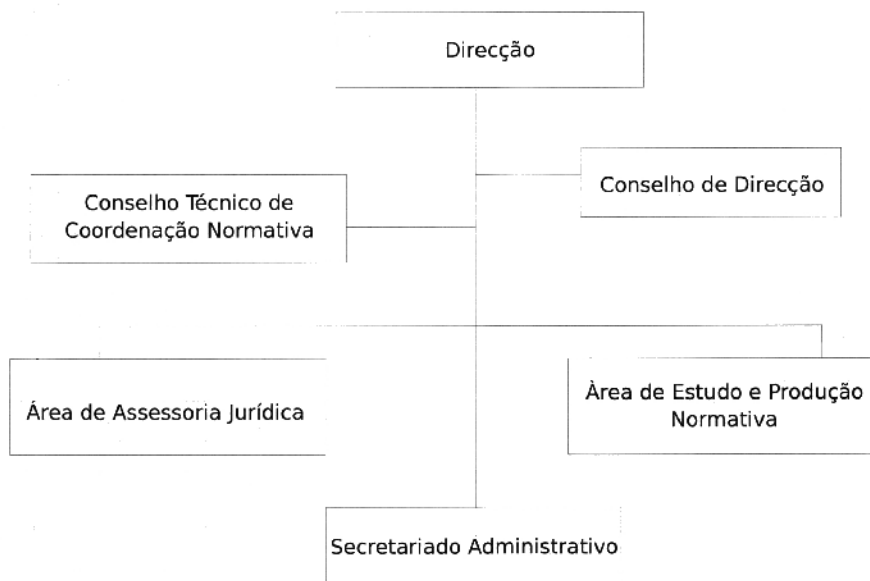 Direcção
Conselho de Direcção
Conselho Técnico de
Coordenação Normativa
Área de Assessoria Jurídica
Àrea de Estudo e Produção
Normativa
Secretariado Administrativo